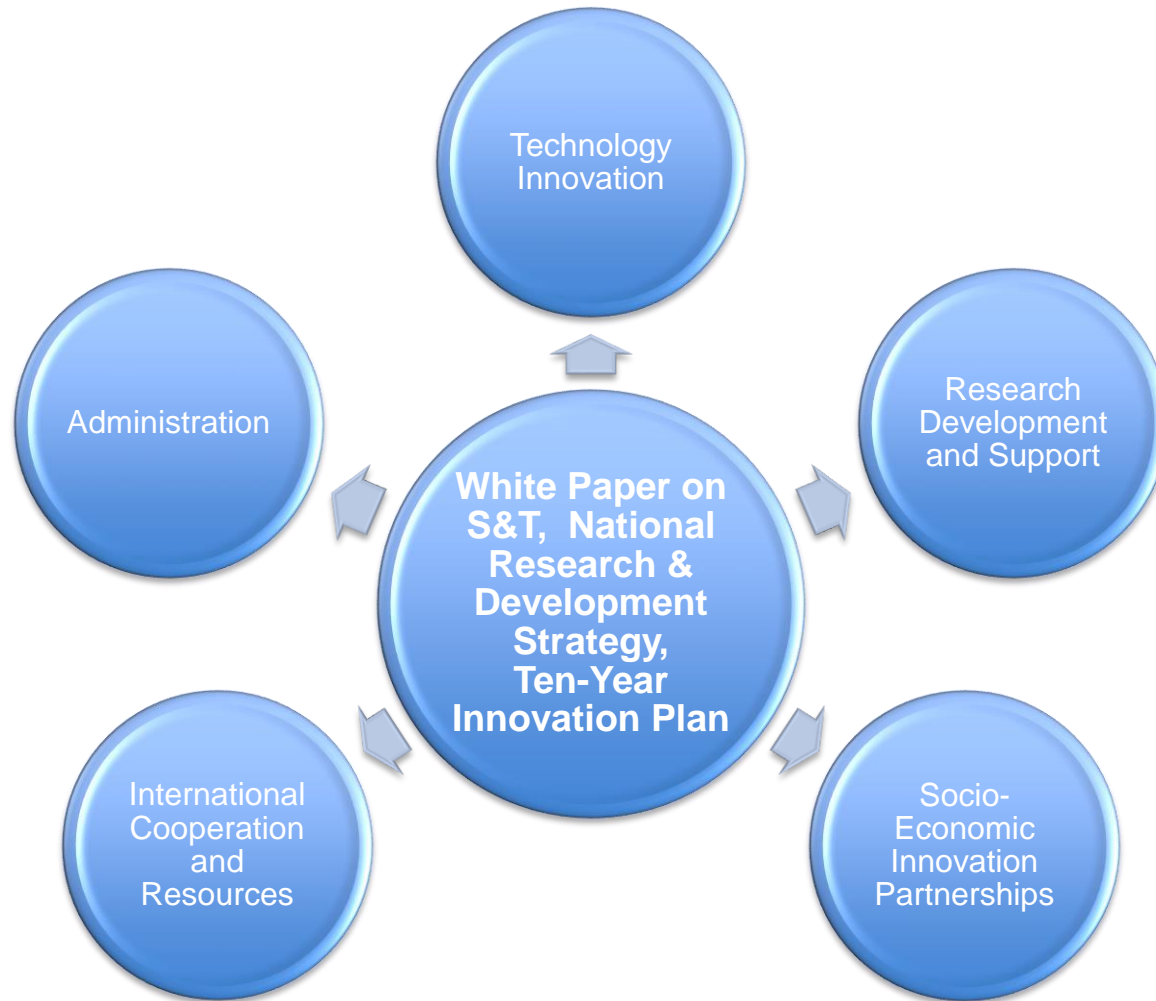 Technology
Innovation
Research
Development
and Support
Administration
White Paper on
S&T,  National
Research &
Development
Strategy,
Ten-Year
Innovation Plan
International
Cooperation
and
Resources
Socio-
Economic
Innovation
Partnerships